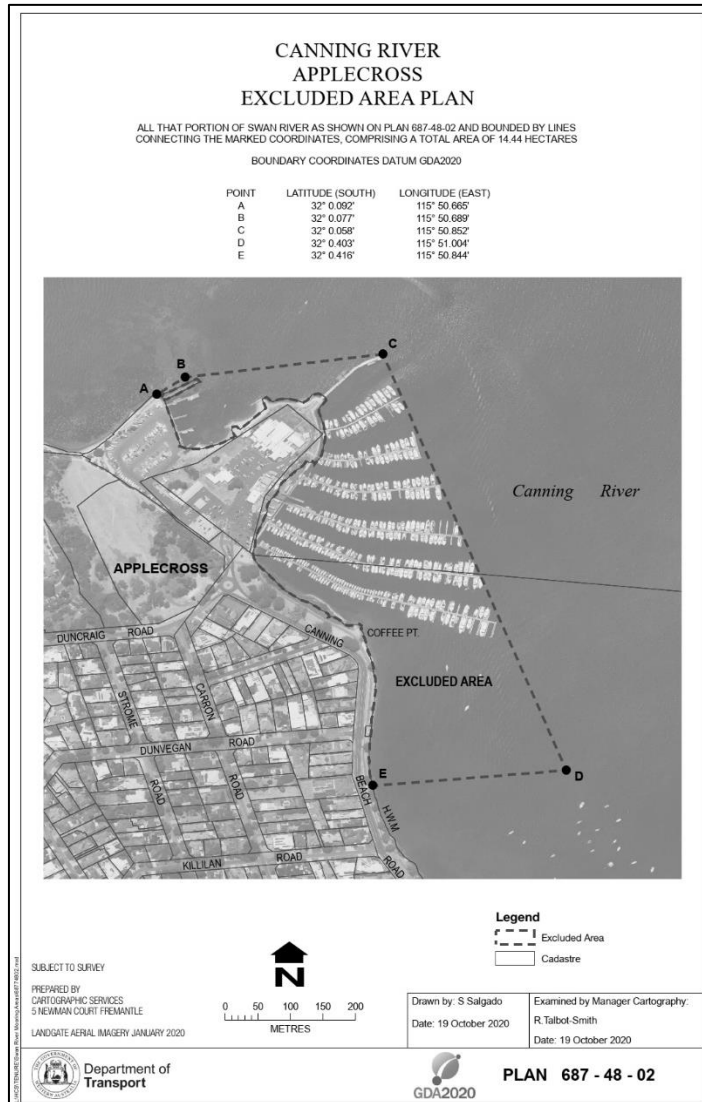 CANNING RIVER
APPLECROSS
EXCLUDED AREA PLAN
ALL THAT PORTION OF SWAN RIVER AS SHOWN ON PLAN 687-48-02 AND BOUNDED BY LINES
CONNECTING THE MARKED COORDINATES, COMPRISING A TOTAL AREA OF 14.44 HECTARES
BOUNDARY COORDINATES DATUM GDA2020
POINT LATITUDE (SOUTH) LONGITUDE (EAST)
A 32° 0.092' 115° 50.665'
B 32° 0.077' 115° 50.689'
C 32° 0.058' 115° 50.852'
D 32° 0.403' 115° 51.004'
E 32° 0.416' 115° 50.844'
C
B
A
Canning River
APPLECROSS
DUNCRAIG ROAD
CANNING
COFFEE PT.
EXCLUDED AREA
STROME
CARRON
DUNVEGAN ROAD
ROAD
ROAD
E
D
BEACH
H.W.M.
KILLILAN ROAD
ROAD
Legend
Excluded Area
Cadastre
SUBJECT TO SURVEY
PREPARED BY
CARTOGRAPHIC SERVICES
5 NEWMAN COURT FREMANTLE
LANDGATE AERIAL IMAGERY JANUARY 2020
N
0 50 100 150 200
METRES
Drawn by: S Salgado
Date: 19 October 2020
Examined by Manager Cartography:
R.Talbot-Smith
Date: 19 October 2020
THE GOVERNMENT OF
WESTERN AUSTRALIA
Department of
Transport
GDA2020
PLAN 687 - 48 - 02